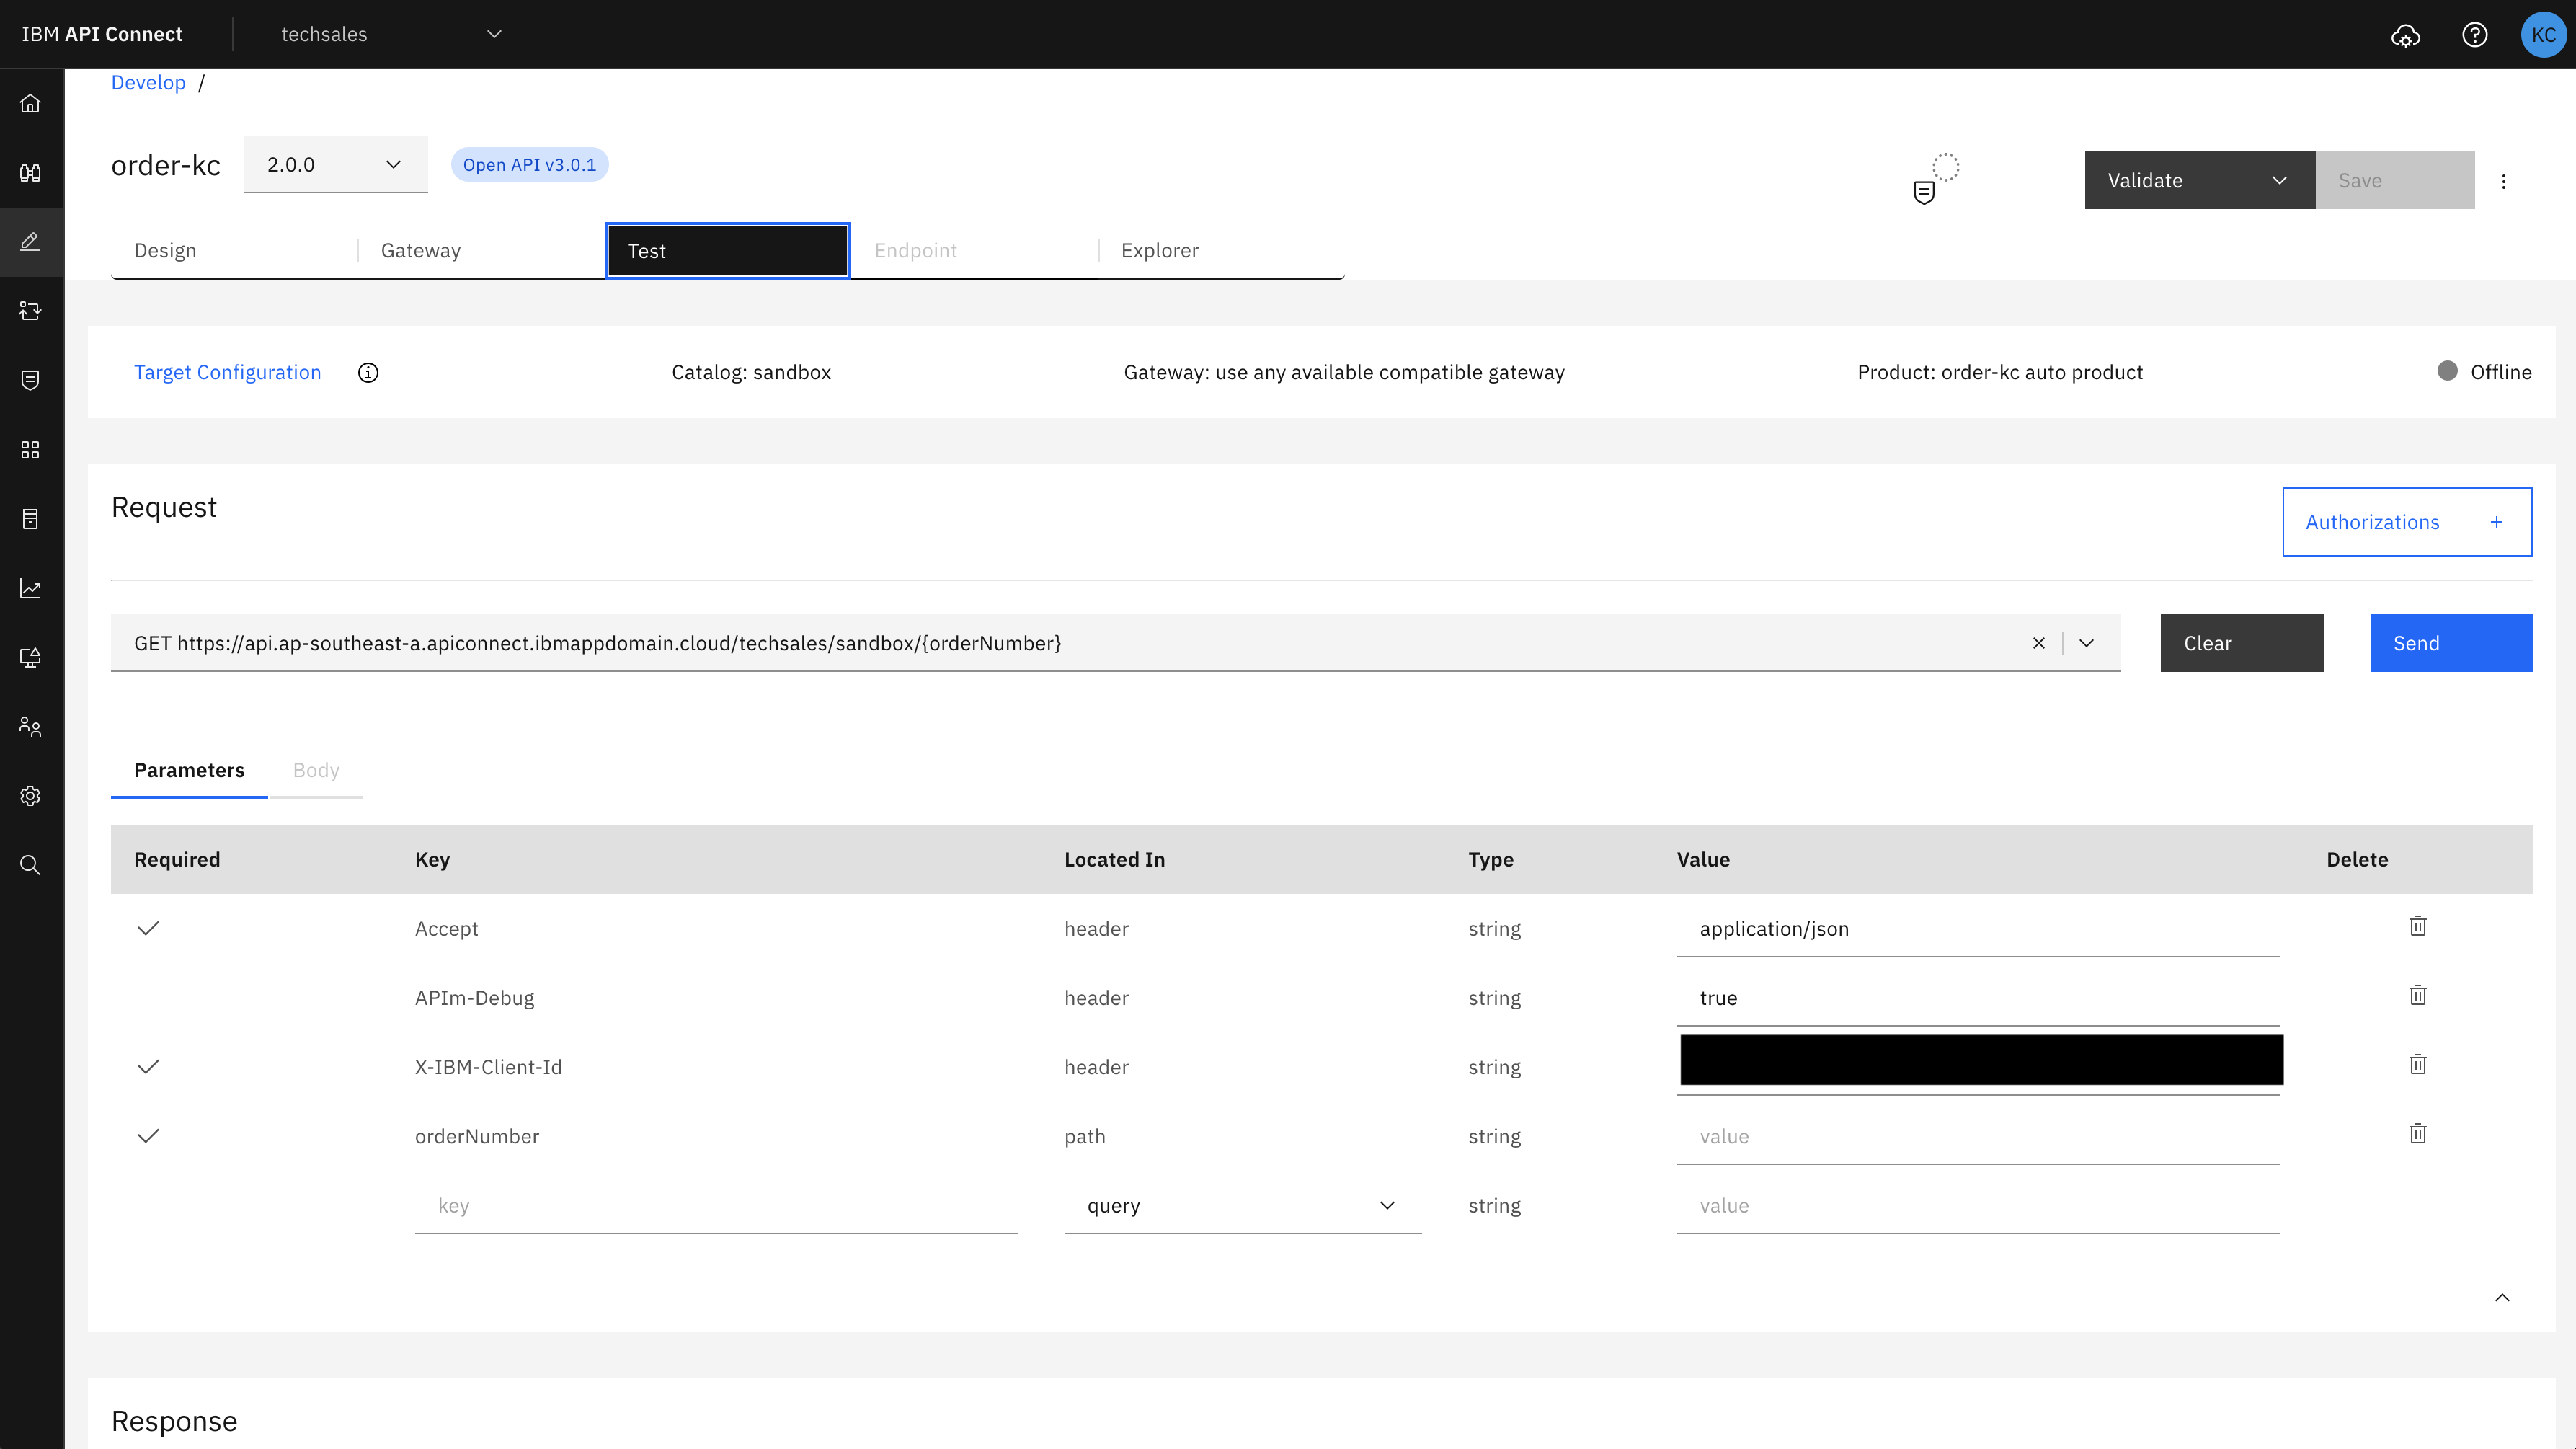 IBM API Connect
techsales
KC
Develop /
order-kc
2.0.0
Open API v3.0.1
Validate
Save
Design
Gateway
Test
Endpoint
Explorer
Target Configuration
Catalog: sandbox
Gateway: use any available compatible gateway
Product: order-kc auto product
Offline
Request
Authorizations +
GET https://api.ap-southeast-a.apiconnect.ibmappdomain.cloud/techsales/sandbox/{orderNumber}
Clear
Send
Parameters
Body
Required Key Located In Type Value Delete
Accept header string application/json
APIm-Debug header string true
X-IBM-Client-Id header string
orderNumber path string value
key query string value
Response